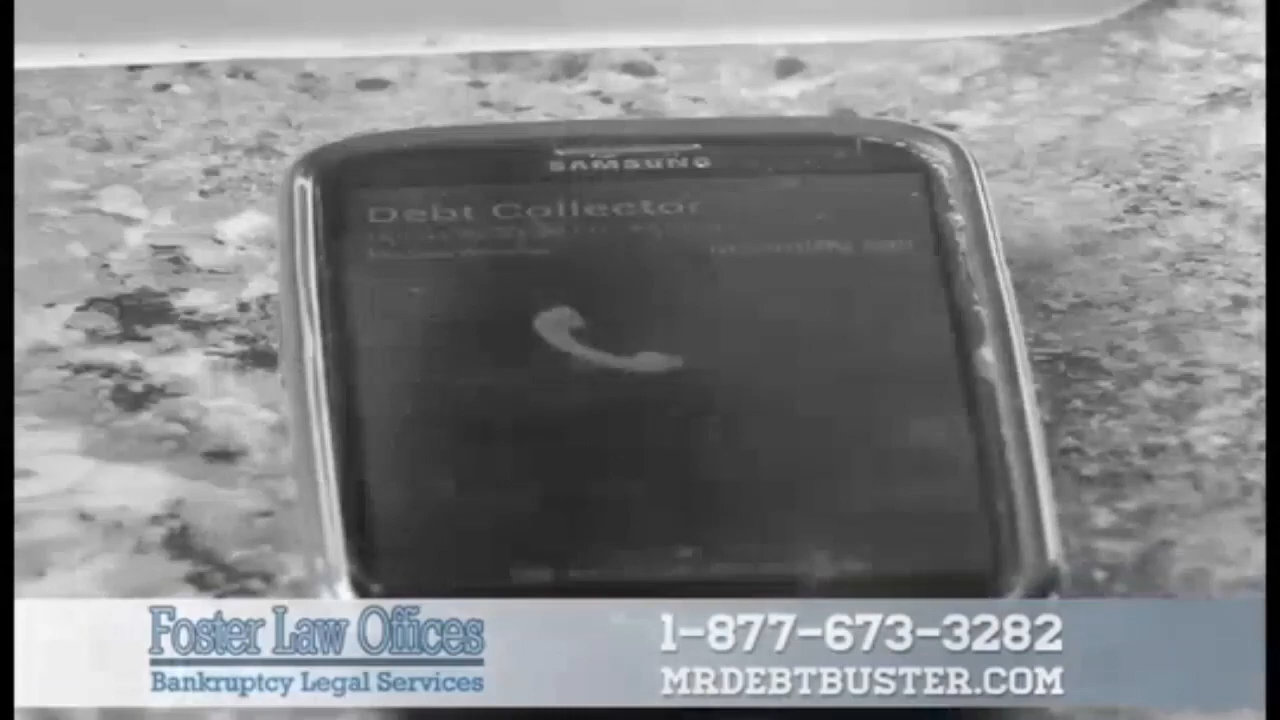 SAMSUNG
Debt Collector
Foster Law Offices
Bankruptcy Legal Services
1-877-673-3282
MRDEBTBUSTER.COM